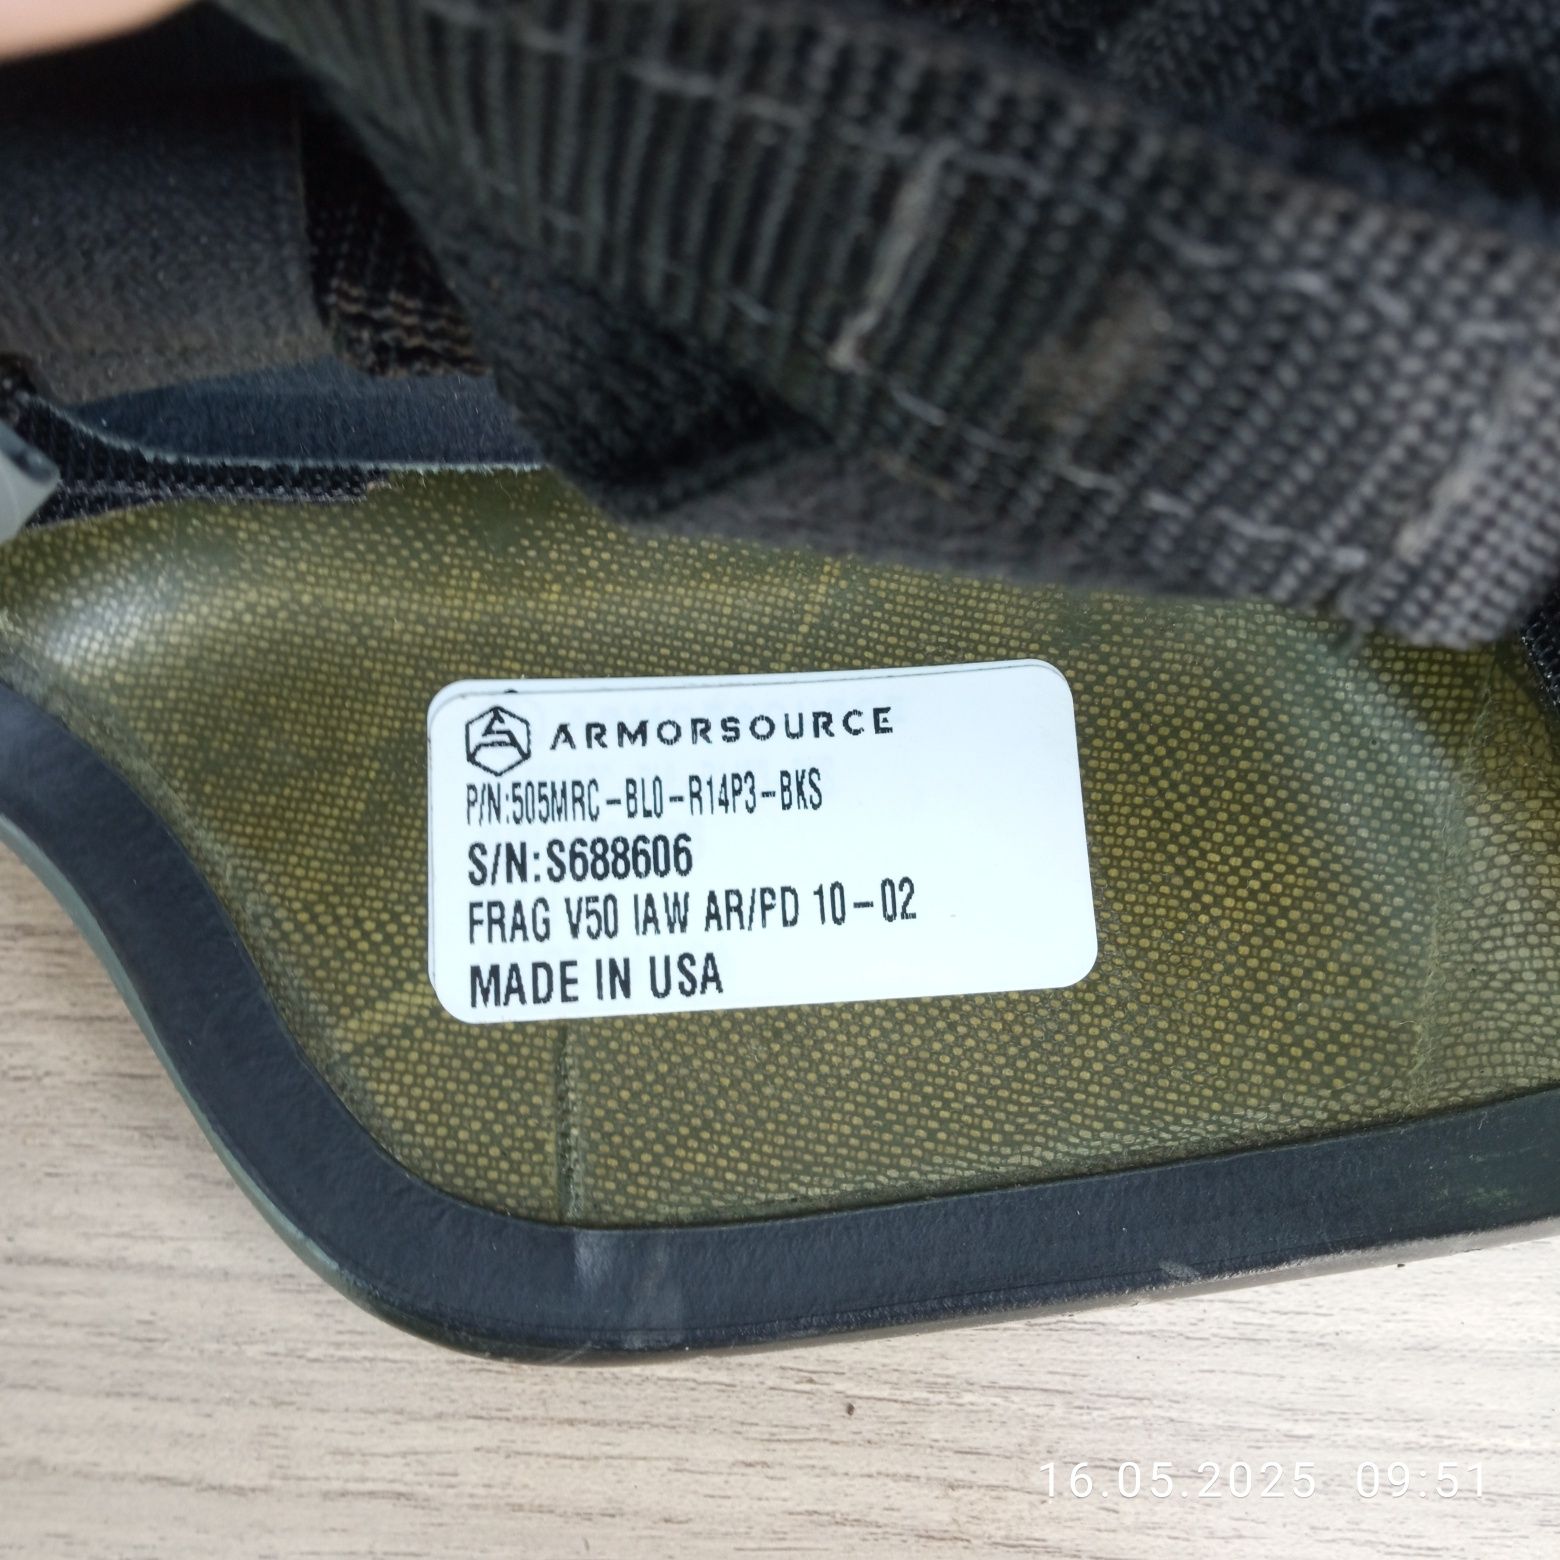 ARMORSOURCE
P/N:505MRC-BL0-R14P3-BKS
S/N:S688606
FRAG V50 IAW AR/PD 10-02
MADE IN USA
16.05.2025 09:51